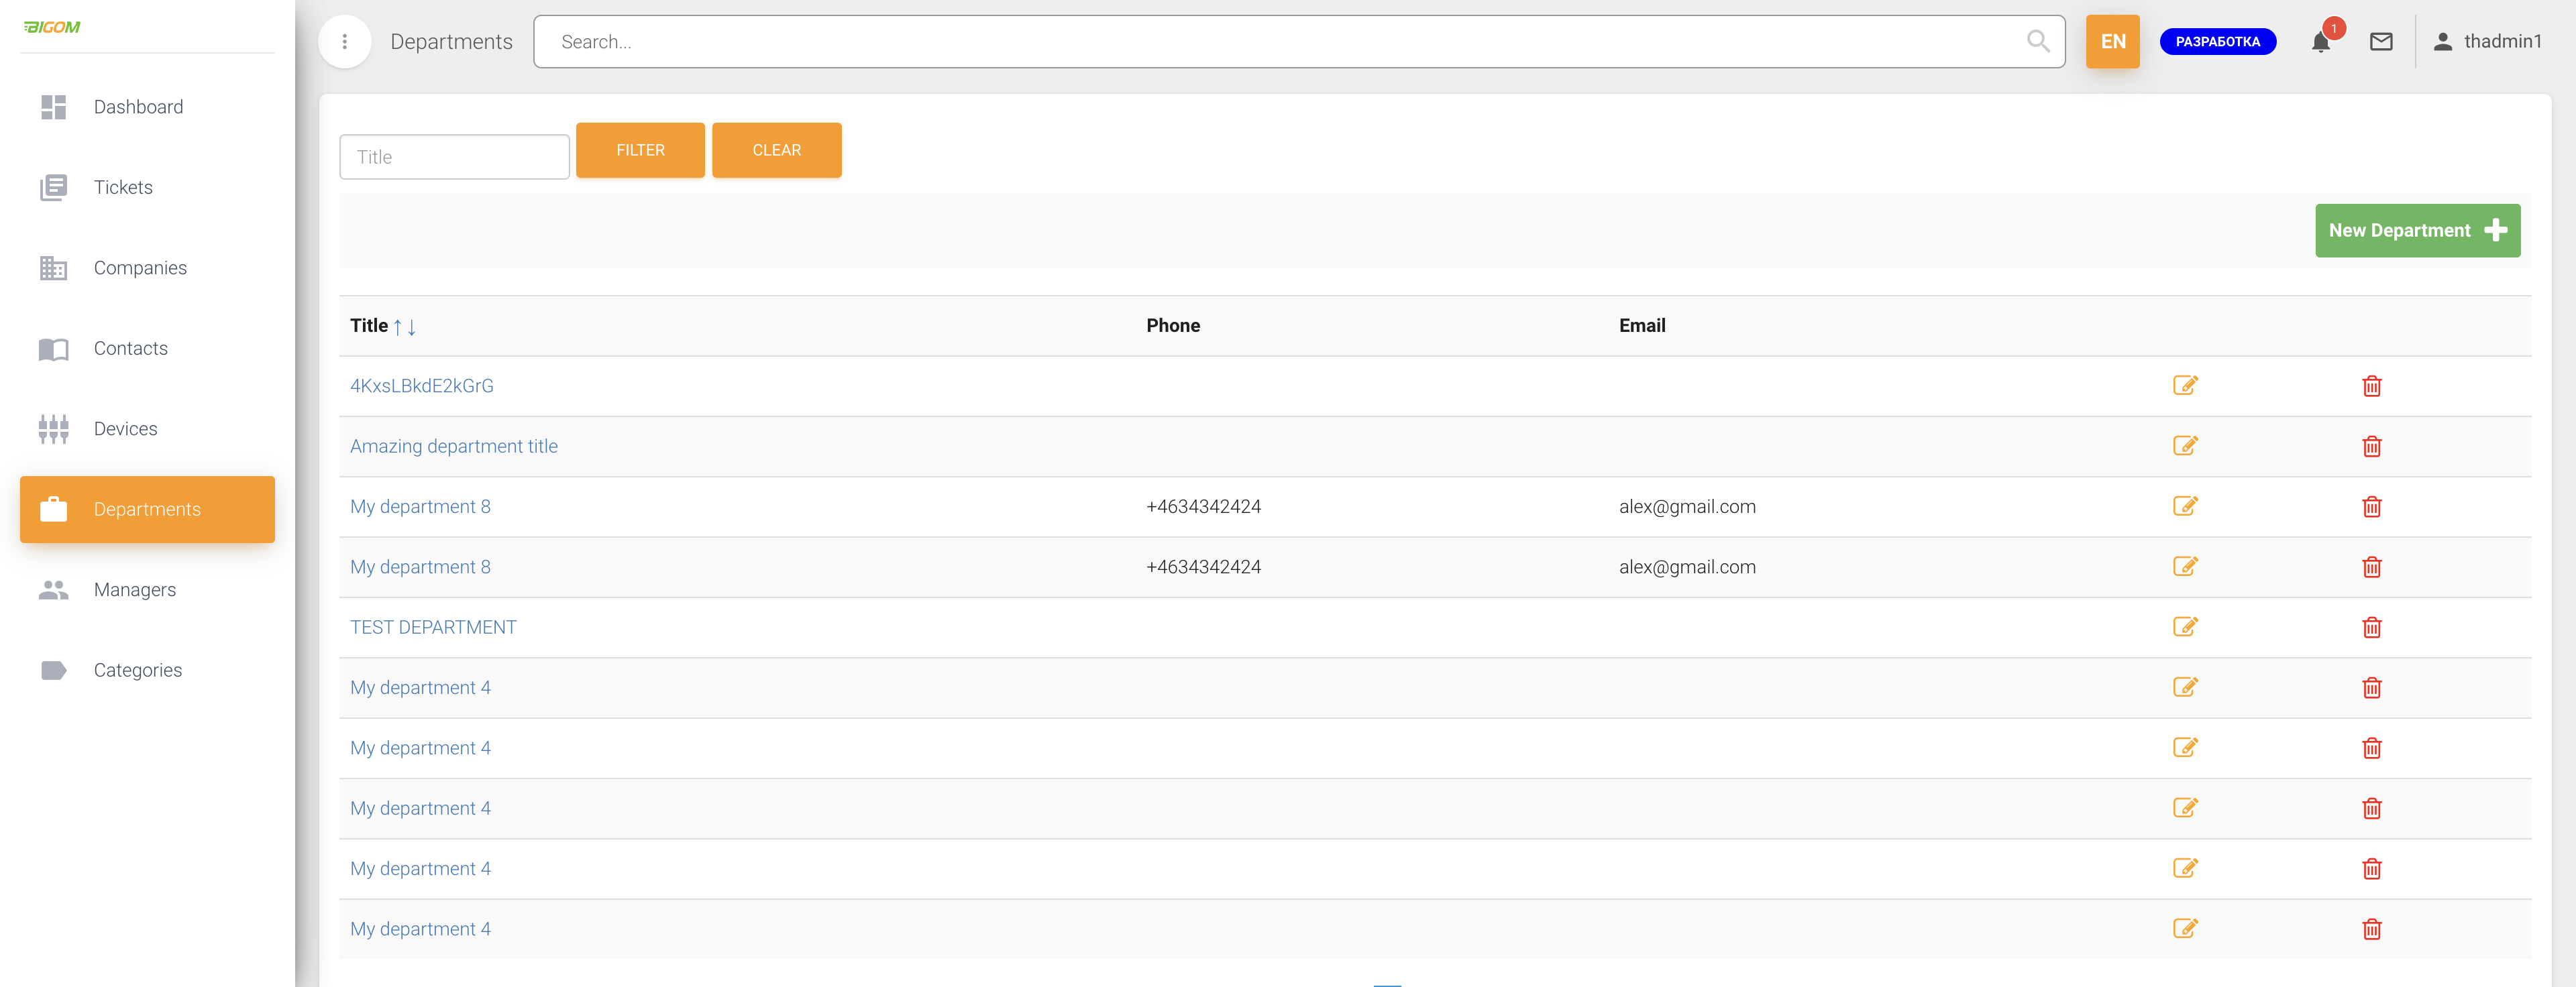 BIGOM
Departments
Search...
EN
РАЗРАБОТКА
1
thadmin1
Dashboard
Tickets
Companies
Contacts
Devices
Departments
Managers
Categories
Title
FILTER
CLEAR
New Department
Title ↑↓ Phone Email
4KxsLBkdE2kGrG
Amazing department title
My department 8 +4634342424 alex@gmail.com
My department 8 +4634342424 alex@gmail.com
TEST DEPARTMENT
My department 4
My department 4
My department 4
My department 4
My department 4